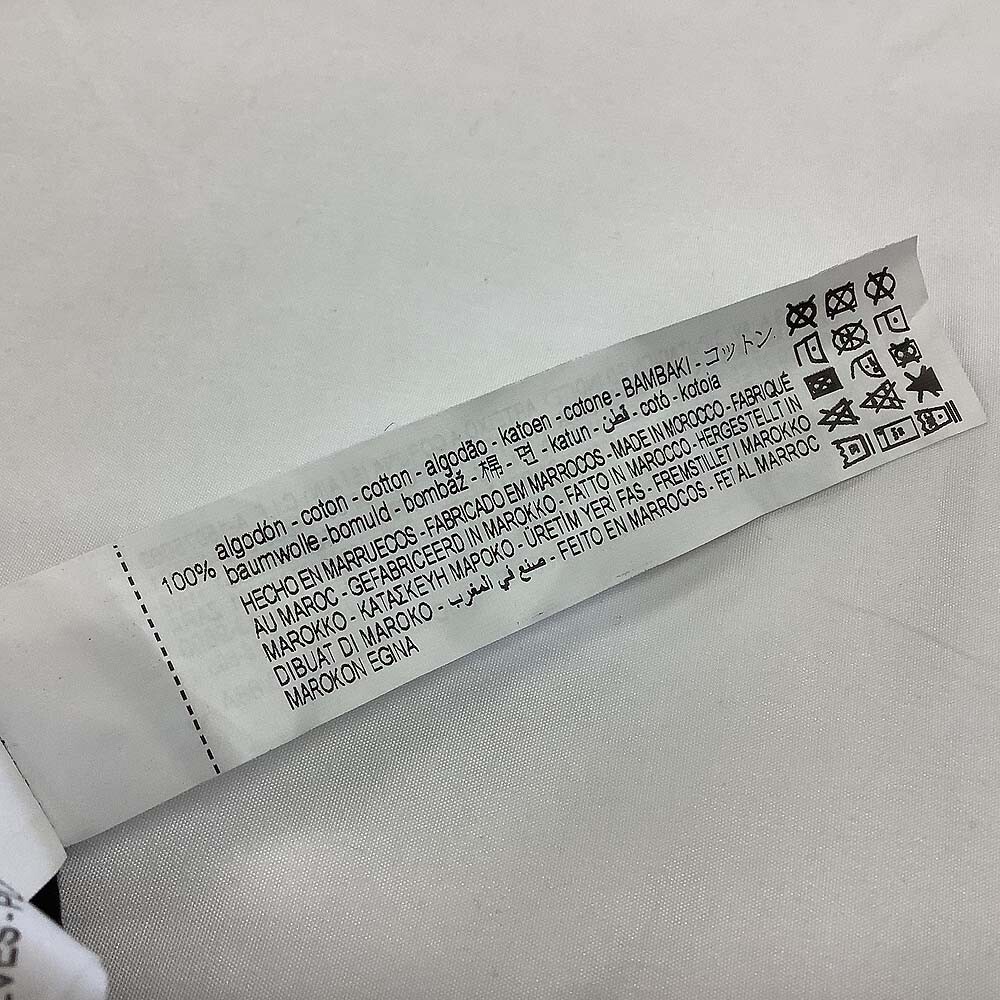 100% algodón - coton - cotton - algodão - katoen - cotone - BAMBAKI - コットン
baumwolle - bomuld - bombaž - 棉 - 면 - katun - قطن - cotó - kotoia
HECHO EN MARRUECOS - FABRICADO EM MARROCOS - MADE IN MOROCCO - FABRIQUÉ
AU MAROC - GEFABRICEERD IN MAROKKO - FATTO IN MAROCCO - HERGESTELLT IN
MAROKKO - ΚΑΤΑΣΚΕΥΗ ΜΑΡΟΚΟ - ÜRETİM YERİ FAS - FREMSTILLET I MAROKKO
DIBUAT DI MAROKO - صنع في المغرب - FEITO EN MARROCOS - FET AL MARROC
MAROKON EGINA